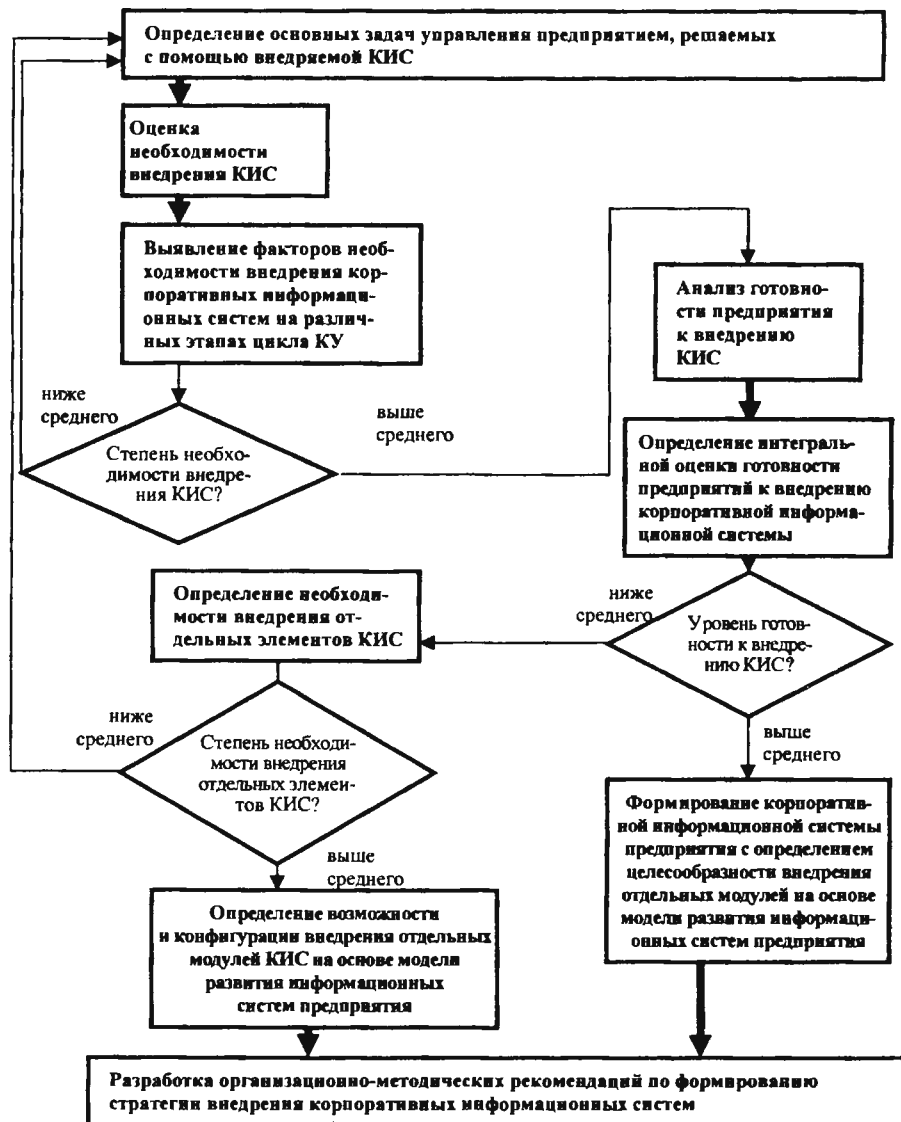 Определение основных задач управления предприятием, решаемых
с помощью внедряемой КИС
Оценка
необходимости
внедрения КИС
Выявление факторов необ-
ходимости внедрения кор-
поративных информаци-
онных систем на различ-
ных этапах цикла КУ
Анализ готовно-
сти предприятия
к внедрению
КИС
ниже
среднего
выше
среднего
Степень необхо-
димости внедре-
ния КИС?
Определение интеграль-
ной оценки готовности
предприятий к внедрению
корпоративной информа-
ционной системы
Определение необходи-
мости внедрения от-
дельных элементов КИС
ниже
среднего
Уровень готов-
ности к внедре-
нию КИС?
ниже
среднего
Степень необходи-
мости внедрения
отдельных элемен-
тов КИС?
выше
среднего
Формирование корпоратив-
ной информационной системы
предприятия с определением
целесообразности внедрения
отдельных модулей на основе
модели развития информаци-
онных систем предприятия
выше
среднего
Определение возможности
и конфигурации внедрения отдельных
модулей КИС на основе модели
развития информационных
систем предприятия
Разработка организационно-методических рекомендаций по формированию
стратегии внедрения корпоративных информационных систем